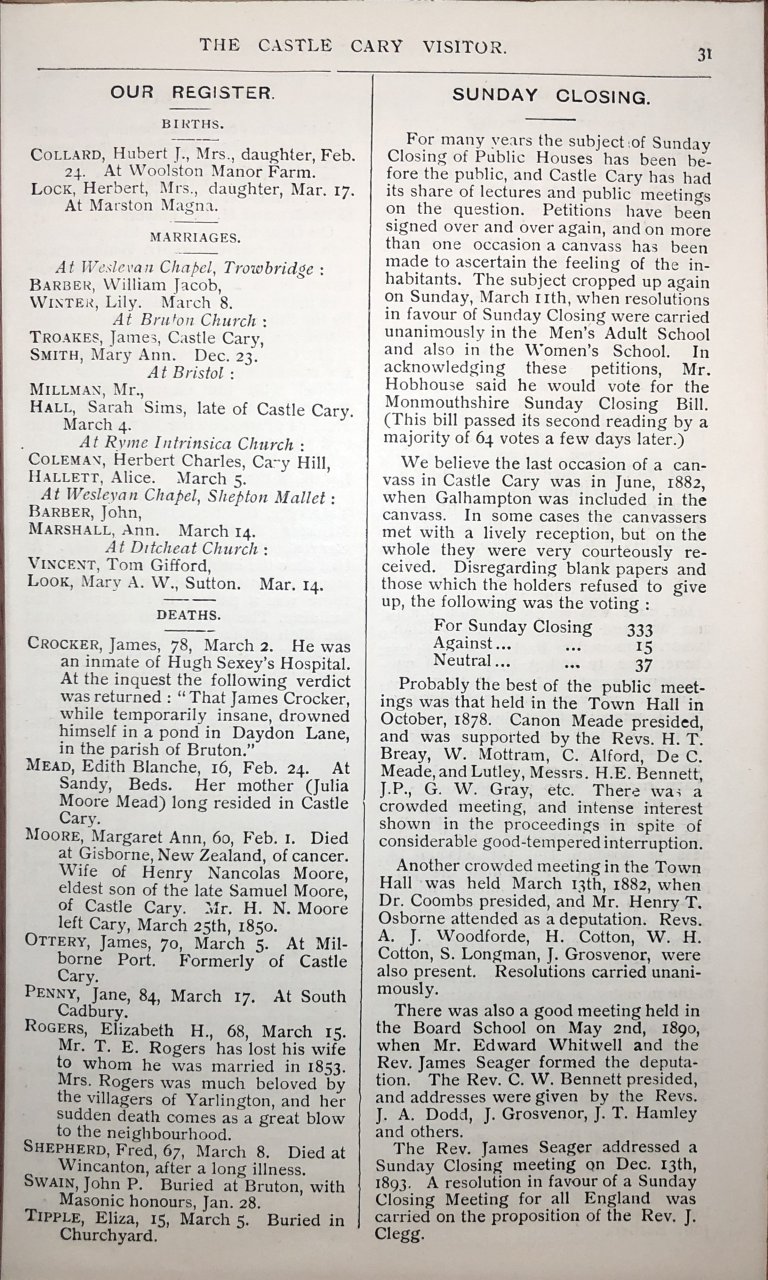 THE CASTLE CARY VISITOR.
31
OUR REGISTER.
BIRTHS.
COLLARD, Hubert J., Mrs., daughter, Feb.
24. At Woolston Manor Farm.
LOCK, Herbert, Mrs., daughter, Mar. 17.
At Marston Magna.
MARRIAGES.
At Weslevan Chapel, Trowbridge :
BARBER, William Jacob,
WINTER, Lily. March 8.
At Bruton Church :
TROAKES, James, Castle Cary,
SMITH, Mary Ann. Dec. 23.
At Bristol :
MILLMAN, Mr.,
HALL, Sarah Sims, late of Castle Cary.
March 4.
At Ryme Intrinsica Church :
COLEMAN, Herbert Charles, Cary Hill,
HALLETT, Alice. March 5.
At Wesleyan Chapel, Shepton Mallet :
BARBER, John,
MARSHALL, Ann. March 14.
At Ditcheat Church :
VINCENT, Tom Gifford,
LOOK, Mary A. W., Sutton. Mar. 14.
DEATHS.
CROCKER, James, 78, March 2. He was
an inmate of Hugh Sexey's Hospital.
At the inquest the following verdict
was returned : "That James Crocker,
while temporarily insane, drowned
himself in a pond in Daydon Lane,
in the parish of Bruton."
MEAD, Edith Blanche, 16, Feb. 24. At
Sandy, Beds. Her mother (Julia
Moore Mead) long resided in Castle
Cary.
MOORE, Margaret Ann, 60, Feb. 1. Died
at Gisborne, New Zealand, of cancer.
Wife of Henry Nancolas Moore,
eldest son of the late Samuel Moore,
of Castle Cary. Mr. H. N. Moore
left Cary, March 25th, 1850.
OTTERY, James, 70, March 5. At Mil-
borne Port. Formerly of Castle
Cary.
PENNY, Jane, 84, March 17. At South
Cadbury.
ROGERS, Elizabeth H., 68, March 15.
Mr. T. E. Rogers has lost his wife
to whom he was married in 1853.
Mrs. Rogers was much beloved by
the villagers of Yarlington, and her
sudden death comes as a great blow
to the neighbourhood.
SHEPHERD, Fred, 67, March 8. Died at
Wincanton, after a long illness.
SWAIN, John P. Buried at Bruton, with
Masonic honours, Jan. 28.
TIPPLE, Eliza, 15, March 5. Buried in
Churchyard.
SUNDAY CLOSING.
For many years the subject of Sunday
Closing of Public Houses has been be-
fore the public, and Castle Cary has had
its share of lectures and public meetings
on the question. Petitions have been
signed over and over again, and on more
than one occasion a canvass has been
made to ascertain the feeling of the in-
habitants. The subject cropped up again
on Sunday, March 11th, when resolutions
in favour of Sunday Closing were carried
unanimously in the Men's Adult School
and also in the Women's School. In
acknowledging these petitions, Mr.
Hobhouse said he would vote for the
Monmouthshire Sunday Closing Bill.
(This bill passed its second reading by a
majority of 64 votes a few days later.)
We believe the last occasion of a can-
vass in Castle Cary was in June, 1882,
when Galhampton was included in the
canvass. In some cases the canvassers
met with a lively reception, but on the
whole they were very courteously re-
ceived. Disregarding blank papers and
those which the holders refused to give
up, the following was the voting :
For Sunday Closing 333
Against... ... 15
Neutral... ... 37
Probably the best of the public meet-
ings was that held in the Town Hall in
October, 1878. Canon Meade presided,
and was supported by the Revs. H. T.
Breay, W. Mottram, C. Alford, De C.
Meade, and Lutley, Messrs. H.E. Bennett,
J.P., G. W. Gray, etc. There was a
crowded meeting, and intense interest
shown in the proceedings in spite of
considerable good-tempered interruption.
Another crowded meeting in the Town
Hall was held March 13th, 1882, when
Dr. Coombs presided, and Mr. Henry T.
Osborne attended as a deputation. Revs.
A. J. Woodforde, H. Cotton, W. H.
Cotton, S. Longman, J. Grosvenor, were
also present. Resolutions carried unani-
mously.
There was also a good meeting held in
the Board School on May 2nd, 1890,
when Mr. Edward Whitwell and the
Rev. James Seager formed the deputa-
tion. The Rev. C. W. Bennett presided,
and addresses were given by the Revs.
J. A. Dodd, J. Grosvenor, J. T. Hamley
and others.
The Rev. James Seager addressed a
Sunday Closing meeting on Dec. 13th,
1893. A resolution in favour of a Sunday
Closing Meeting for all England was
carried on the proposition of the Rev. J.
Clegg.